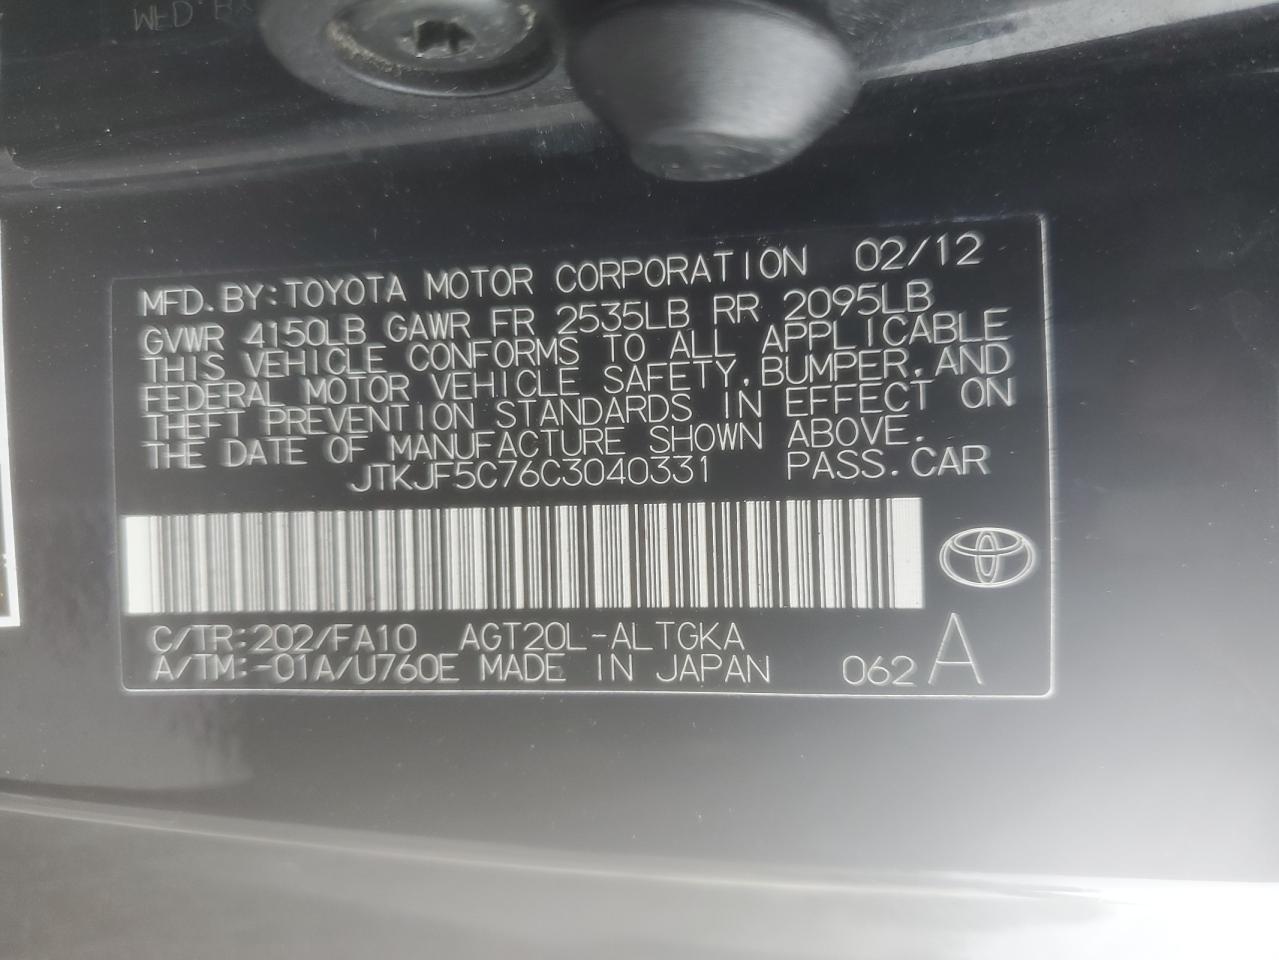 MFD.BY:TOYOTA MOTOR CORPORATION 02/12
GVWR 4150LB GAWR FR 2535LB RR 2095LB
THIS VEHICLE CONFORMS TO ALL APPLICABLE
FEDERAL MOTOR VEHICLE SAFETY, BUMPER, AND
THEFT PREVENTION STANDARDS IN EFFECT ON
THE DATE OF MANUFACTURE SHOWN ABOVE.
JTKJF5C76C3040331 PASS.CAR
C/TR:202/FA10 AGT20L-ALTGKA
A/TM:-01A/U760E MADE IN JAPAN 062 A